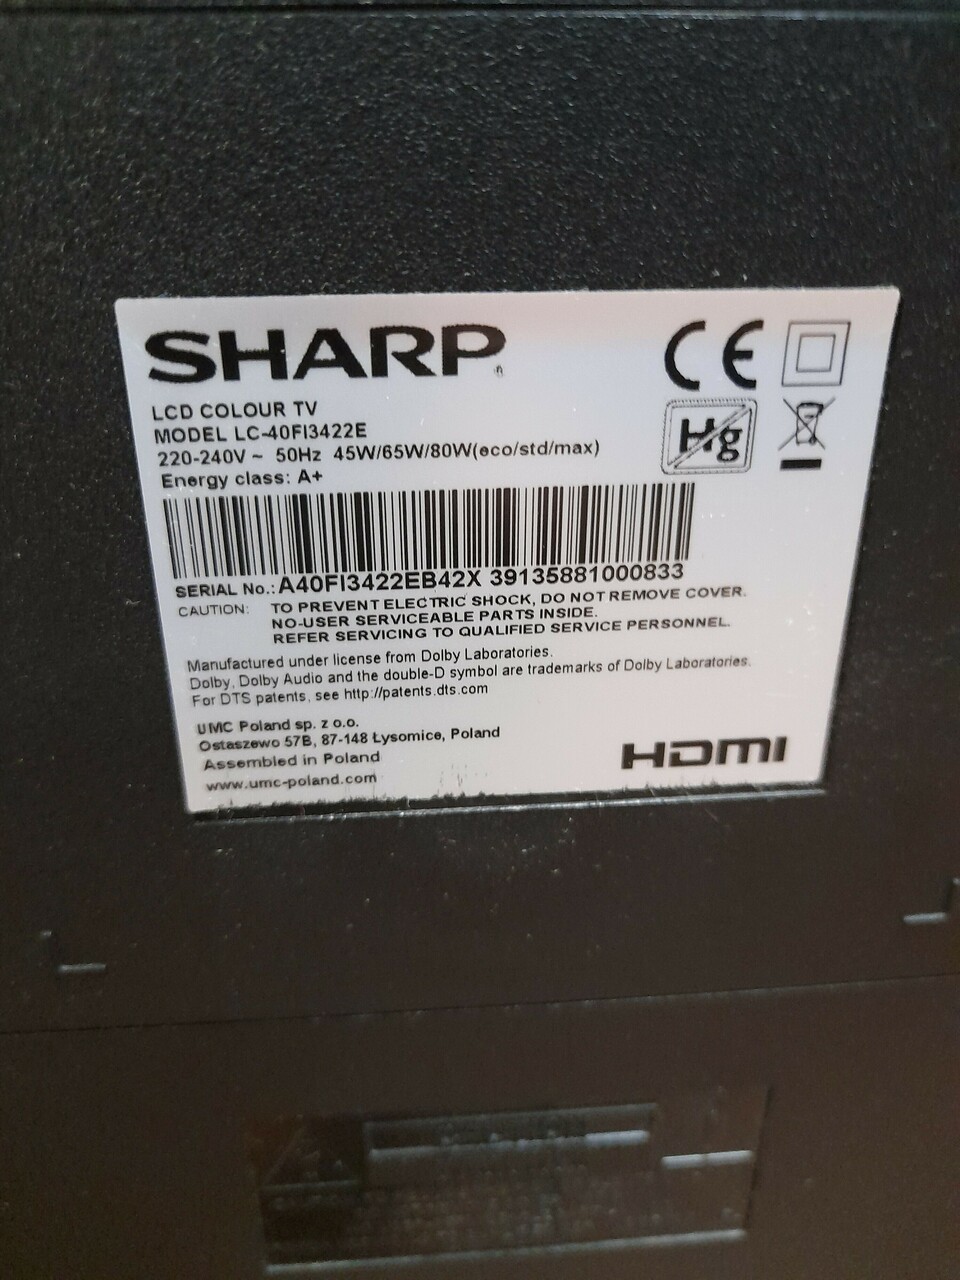 SHARP®
CE
LCD COLOUR TV
MODEL LC-40FI3422E
Hg
220-240V ~ 50Hz 45W/65W/80W(eco/std/max)
Energy class: A+
SERIAL No.: A40FI3422EB42X 39135881000833
CAUTION: TO PREVENT ELECTRIC SHOCK, DO NOT REMOVE COVER.
NO-USER SERVICEABLE PARTS INSIDE.
REFER SERVICING TO QUALIFIED SERVICE PERSONNEL.
Manufactured under license from Dolby Laboratories.
Dolby, Dolby Audio and the double-D symbol are trademarks of Dolby Laboratories.
For DTS patents, see http://patents.dts.com
UMC Poland sp. z o.o.
Ostaszewo 57B, 87-148 Łysomice, Poland
Assembled in Poland
www.umc-poland.com
HDMI